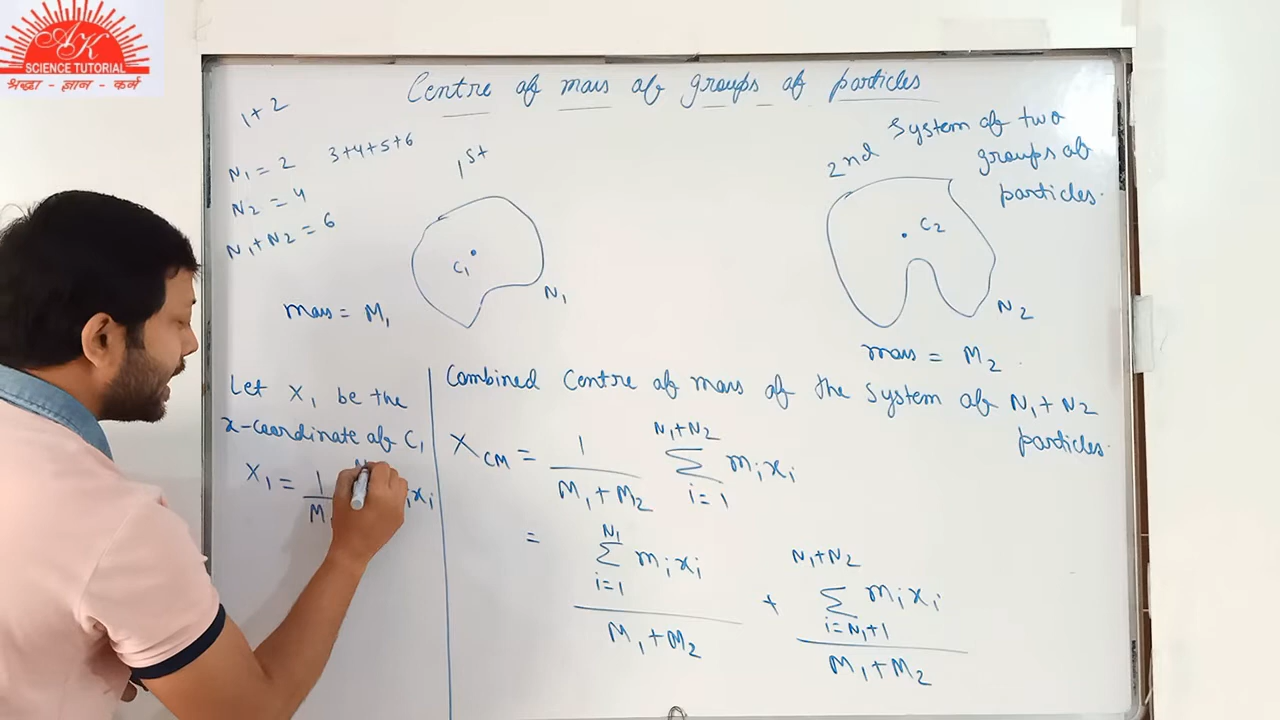 AK
SCIENCE TUTORIAL
श्रद्धा - ज्ञान - कर्म
Centre of mass of groups of particles
1+2
N₁ = 2 3+4+5+6
N₂ = 4
N₁+N₂ = 6
1st
C₁
N₁
mass = M₁
System of two
groups of
particles.
2nd
C₂
N₂
mass = M₂
Let X₁ be the
x-coordinate of C₁
X₁ = 1
M
xᵢ
Combined Centre of mass of the system of N₁+N₂
particles.
N₁+N₂
X_CM = 1 Σ mᵢxᵢ
M₁+M₂ i=1
N₁ N₁+N₂
= Σ mᵢxᵢ + Σ mᵢxᵢ
i=1 i=N₁+1
M₁+M₂ M₁+M₂